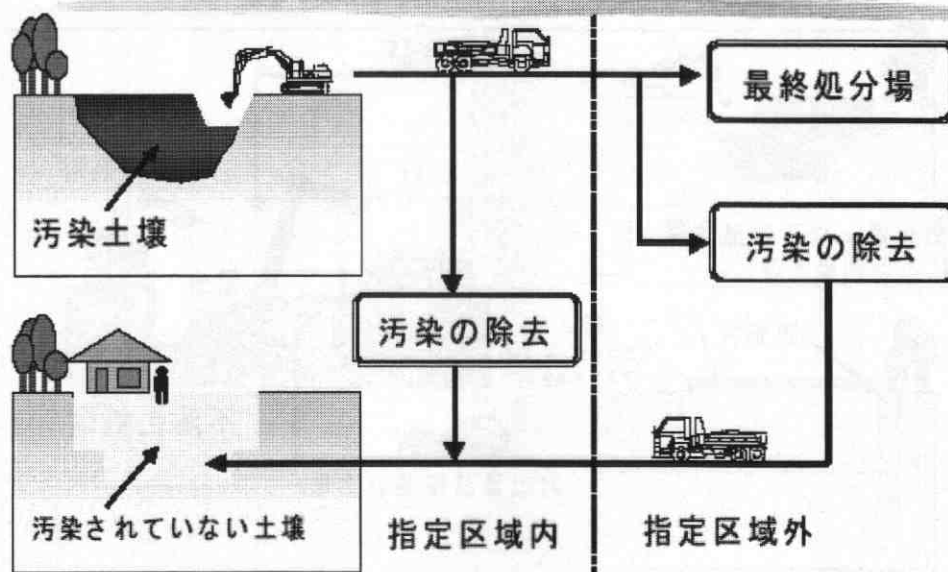 最終処分場
汚染土壌
汚染の除去
汚染の除去
汚染されていない土壌
指定区域内
指定区域外